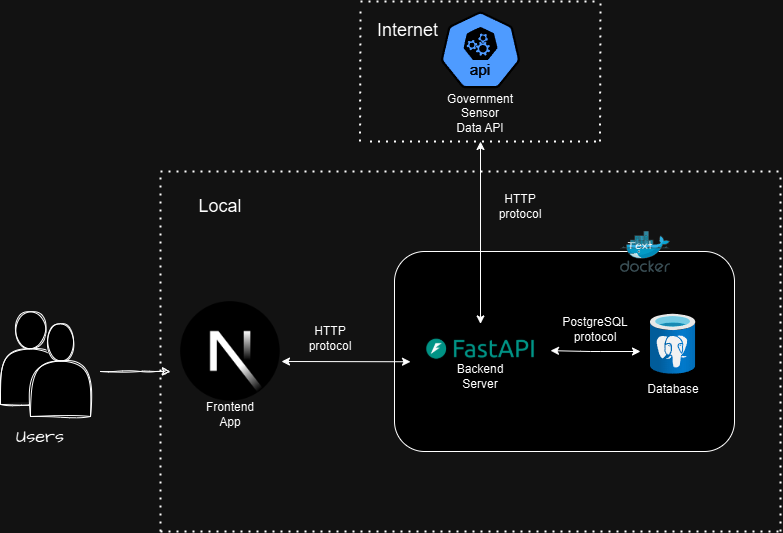 Internet
api
Government
Sensor
Data API
HTTP
protocol
Local
Text
docker
HTTP
protocol
PostgreSQL
protocol
N
FastAPI
Backend
Server
Database
Frontend
App
Users